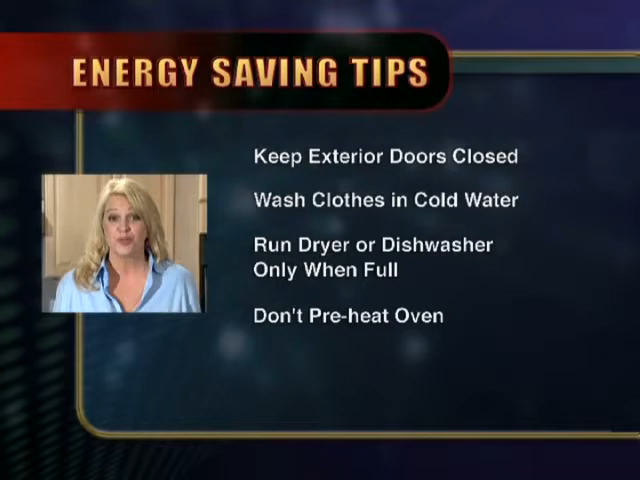 ENERGY SAVING TIPS
Keep Exterior Doors Closed
Wash Clothes in Cold Water
Run Dryer or Dishwasher
Only When Full
Don't Pre-heat Oven